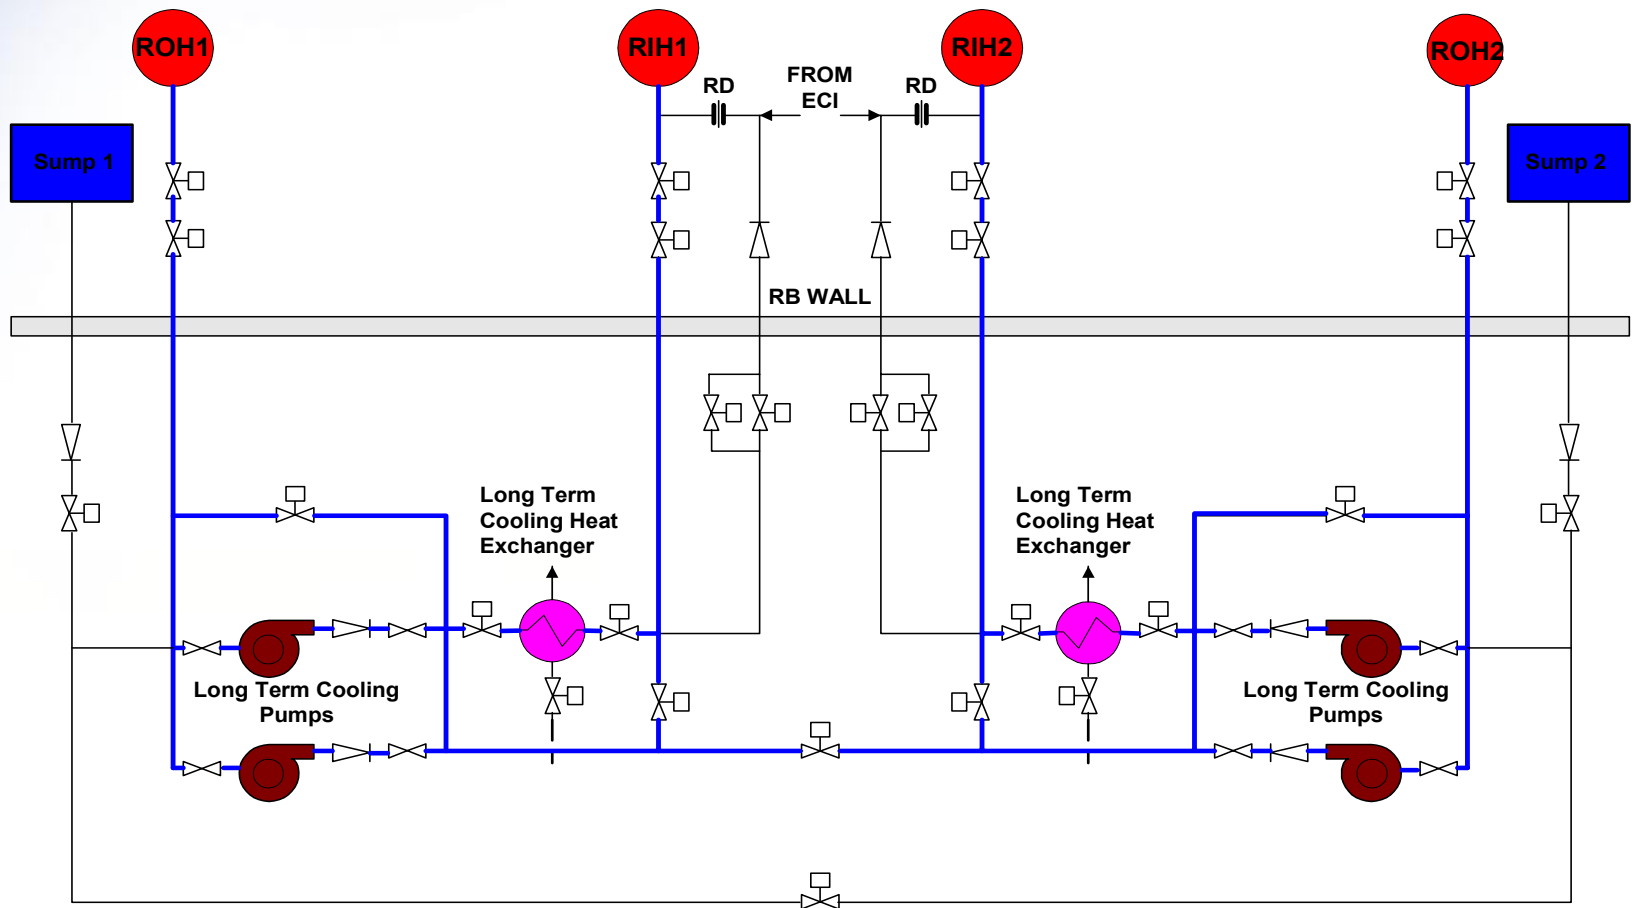 ROH1
RIH1
RIH2
ROH2
RD
FROM
ECI
RD
Sump 1
Sump 2
RB WALL
Long Term
Cooling Heat
Exchanger
Long Term
Cooling Heat
Exchanger
Long Term Cooling
Pumps
Long Term Cooling
Pumps